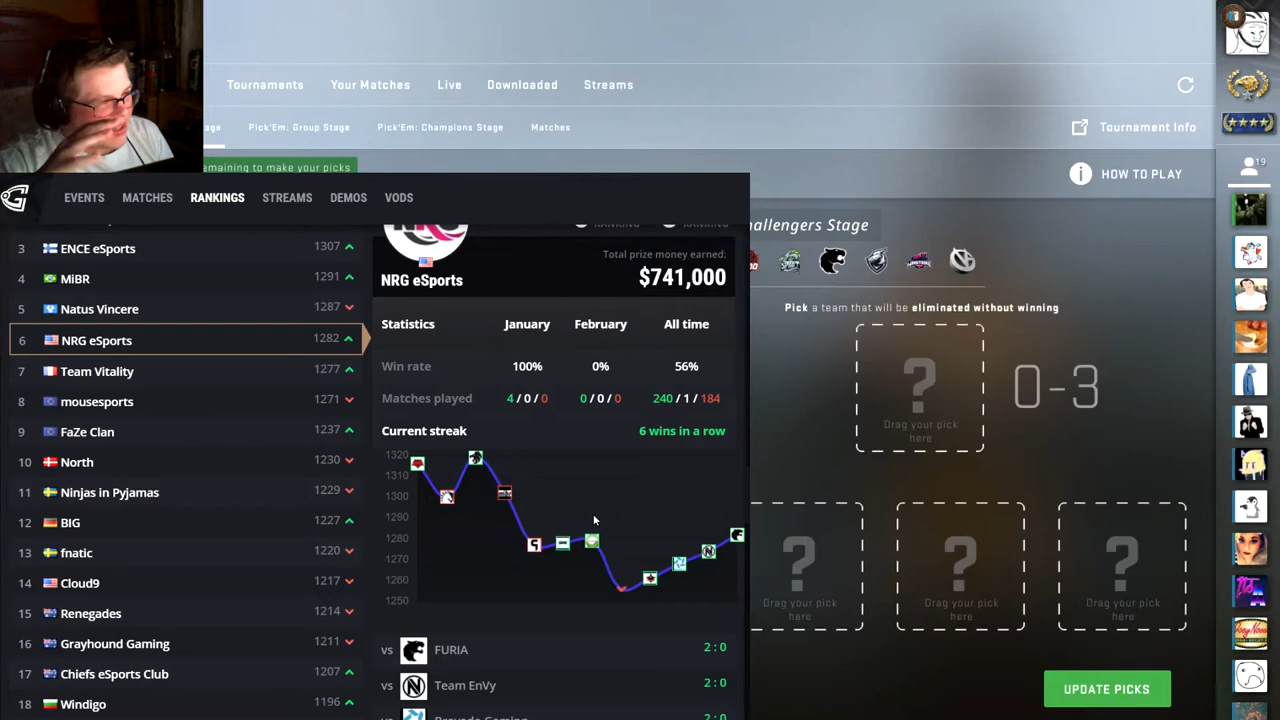 Tournaments Your Matches Live Downloaded Streams
Pick'Em: Group Stage Pick'Em: Champions Stage Matches
Tournament Info
emaining to make your picks
HOW TO PLAY
EVENTS MATCHES RANKINGS STREAMS DEMOS VODS
hallengers Stage
Pick a team that will be eliminated without winning
?
Drag your pick
here
0-3
?
Drag your pick
here
?
Drag your pick
here
?
Drag your pick
here
UPDATE PICKS
19
3 ENCE eSports 1307
4 MiBR 1291
5 Natus Vincere 1287
6 NRG eSports 1282
7 Team Vitality 1277
8 mousesports 1271
9 FaZe Clan 1237
10 North 1230
11 Ninjas in Pyjamas 1229
12 BIG 1227
13 fnatic 1220
14 Cloud9 1217
15 Renegades 1214
16 Grayhound Gaming 1211
17 Chiefs eSports Club 1207
18 Windigo 1196
NRG eSports
Total prize money earned:
$741,000
Statistics January February All time
Win rate 100% 0% 56%
Matches played 4 / 0 / 0 0 / 0 / 0 240 / 1 / 184
Current streak 6 wins in a row
1320
1310
1300
1290
1280
1270
1260
1250
vs FURIA 2 : 0
vs Team EnVy 2 : 0